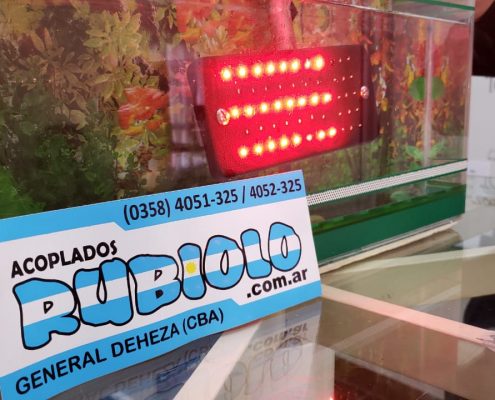 (0358) 4051-325 / 4052-325
ACOPLADOS
RUBIOLO
.com.ar
GENERAL DEHEZA (CBA)